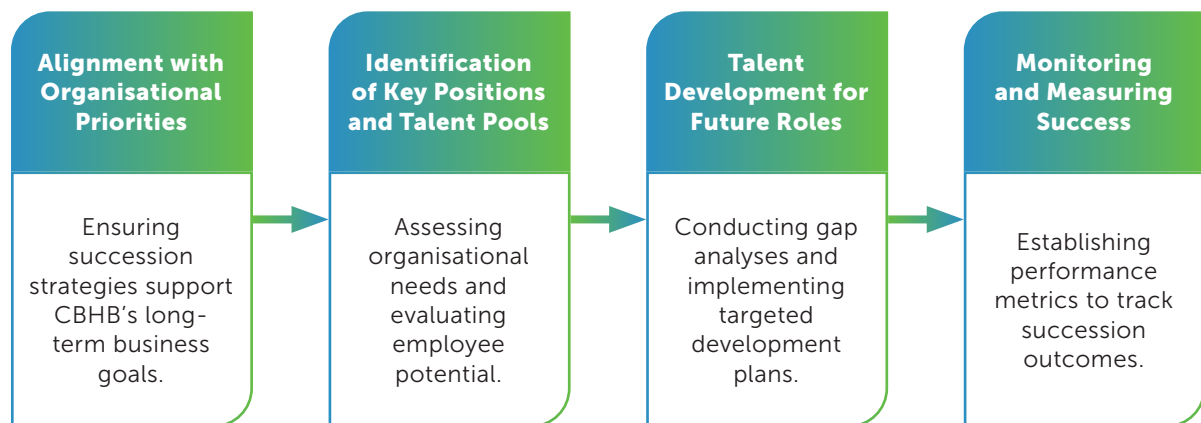 Alignment with
Organisational
Priorities
Ensuring
succession
strategies support
CBHB's long-
term business
goals.
Identification
of Key Positions
and Talent Pools
Assessing
organisational
needs and
evaluating
employee
potential.
Talent
Development for
Future Roles
Conducting gap
analyses and
implementing
targeted
development
plans.
Monitoring
and Measuring
Success
Establishing
performance
metrics to track
succession
outcomes.